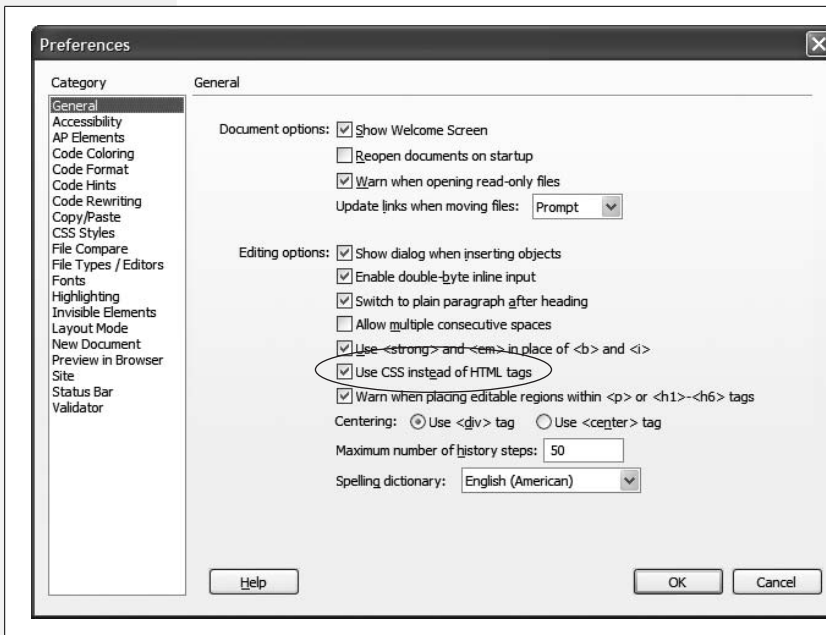 Preferences
Category
General
Accessibility
AP Elements
Code Coloring
Code Format
Code Hints
Code Rewriting
Copy/Paste
CSS Styles
File Compare
File Types / Editors
Fonts
Highlighting
Invisible Elements
Layout Mode
New Document
Preview in Browser
Site
Status Bar
Validator
General
Document options: Show Welcome Screen
Reopen documents on startup
Warn when opening read-only files
Update links when moving files: Prompt
Editing options: Show dialog when inserting objects
Enable double-byte inline input
Switch to plain paragraph after heading
Allow multiple consecutive spaces
Use <strong> and <em> in place of <b> and <i>
Use CSS instead of HTML tags
Warn when placing editable regions within <p> or <h1>-<h6> tags
Centering: Use <div> tag Use <center> tag
Maximum number of history steps: 50
Spelling dictionary: English (American)
Help OK Cancel